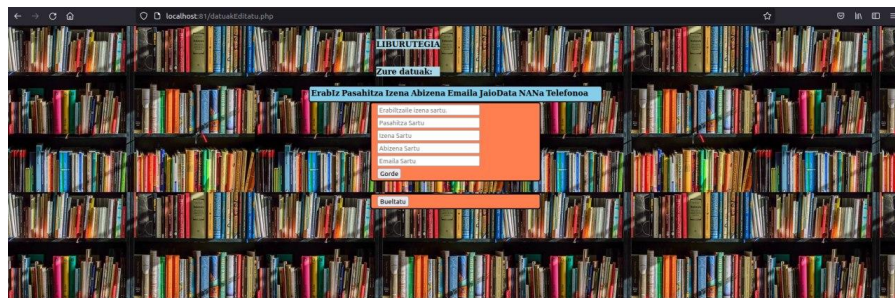 localhost:81/datuakEditatu.php
LIBURUTEGIA
Zure datuak:
Erabiz Pasahitza Izena Abizena Emaila JaioData NANa Telefonoa
Erabiltzaile izena sartu
Pasahitza Sartu
Izena Sartu
Abizena Sartu
Emaila Sartu
Gorde
Bueltatu